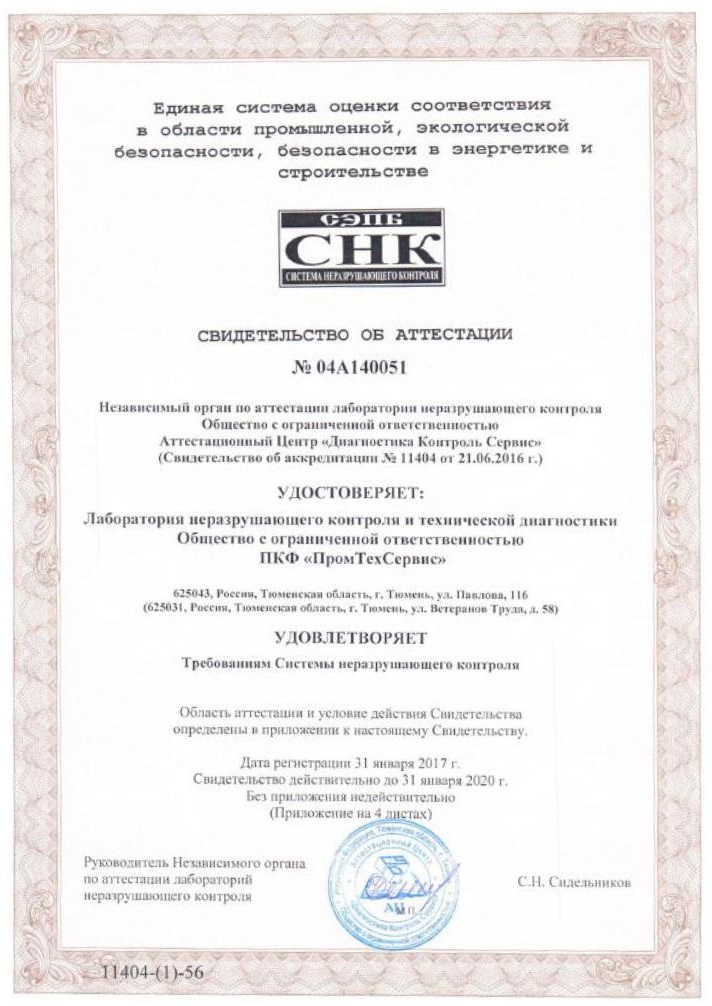 Единая система оценки соответствия
в области промышленной, экологической
безопасности, безопасности в энергетике и
строительстве
СЭПБ
СНК
СИСТЕМА НЕРАЗРУШАЮЩЕГО КОНТРОЛЯ
СВИДЕТЕЛЬСТВО ОБ АТТЕСТАЦИИ
№ 04А140051
Независимый орган по аттестации лаборатории неразрушающего контроля
Общество с ограниченной ответственностью
Аттестационный Центр «Диагностика Контроль Сервис»
(Свидетельство об аккредитации № 11404 от 21.06.2016 г.)
УДОСТОВЕРЯЕТ:
Лаборатория неразрушающего контроля и технической диагностики
Общество с ограниченной ответственностью
ПКФ «ПромТехСервис»
625043, Россия, Тюменская область, г. Тюмень, ул. Павлова, 116
(625031, Россия, Тюменская область, г. Тюмень, ул. Ветеранов Труда, д. 58)
УДОВЛЕТВОРЯЕТ
Требованиям Системы неразрушающего контроля
Область аттестации и условие действия Свидетельства
определены в приложении к настоящему Свидетельству.
Дата регистрации 31 января 2017 г.
Свидетельство действительно до 31 января 2020 г.
Без приложения недействительно
(Приложение на 4 листах)
Руководитель Независимого органа
по аттестации лабораторий
неразрушающего контроля
Аттестационный Центр
АЦ
М.П.
С.Н. Сидельников
11404-(1)-56